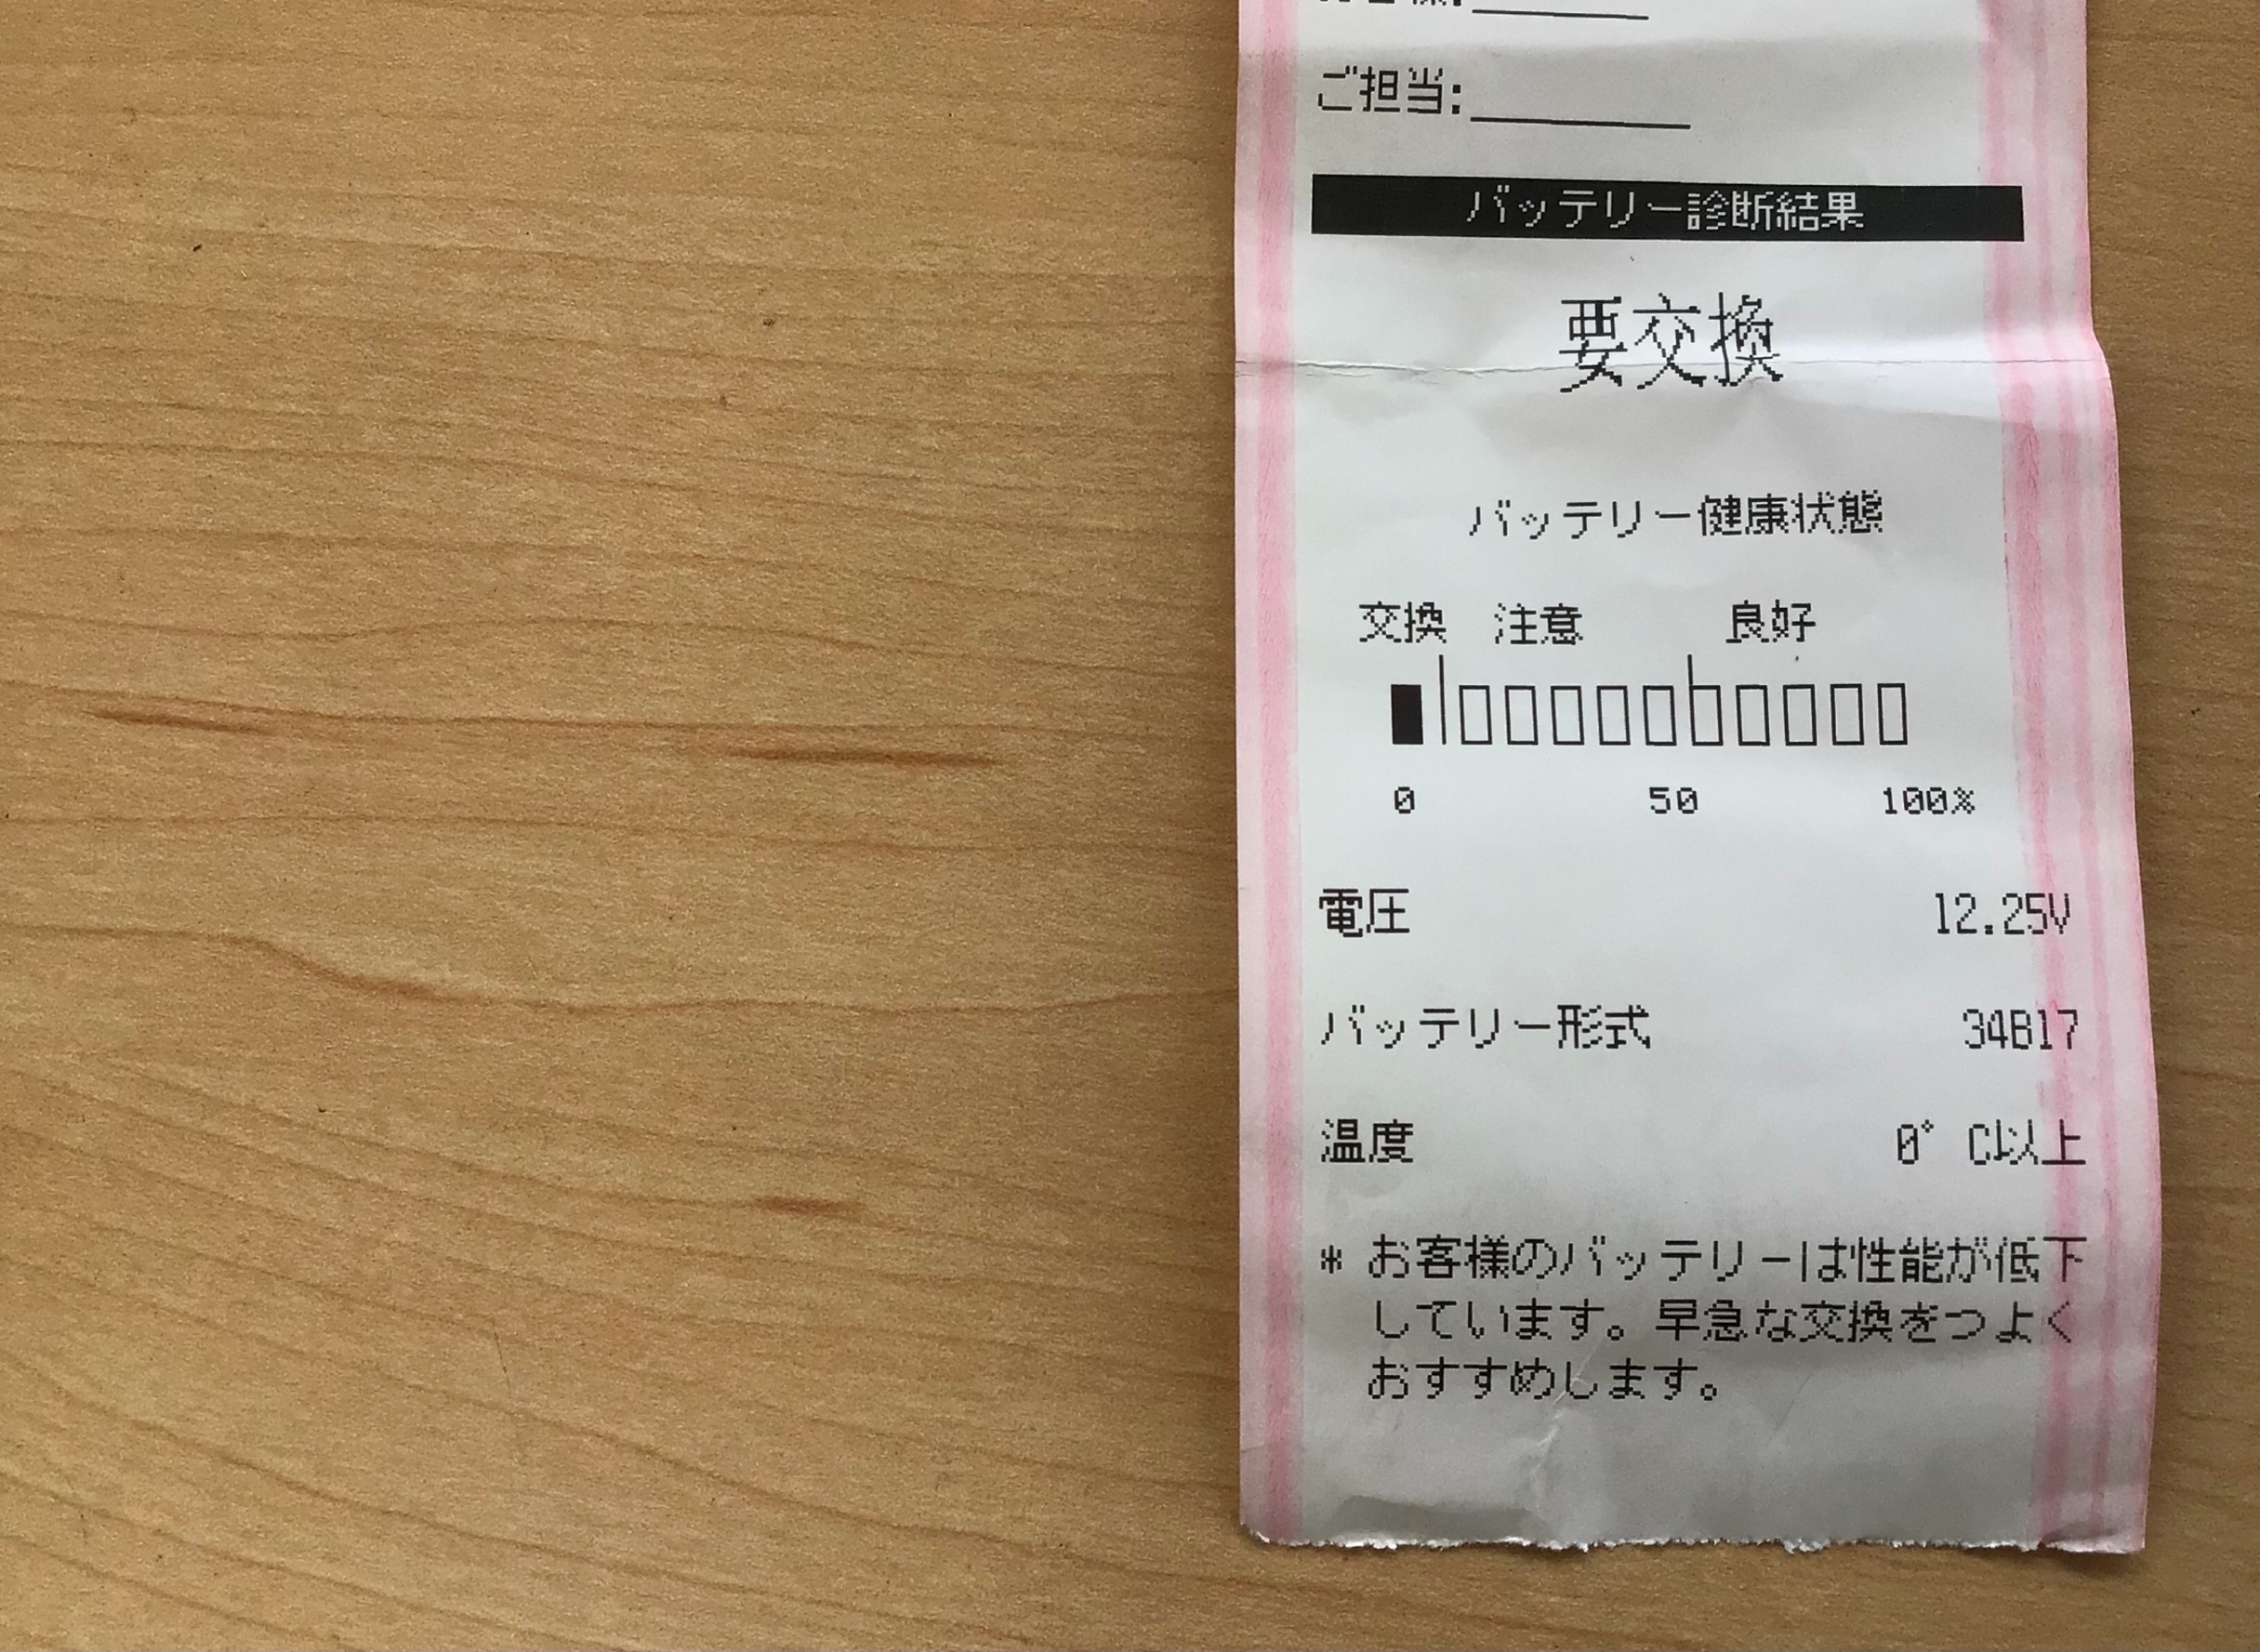 ご担当:
バッテリー診断結果
要交換
バッテリー健康状態
交換 注意 良好
0 50 100%
電圧 12.25V
バッテリー形式 34B17
温度 0° C以上
* お客様のバッテリーは性能が低下
しています。早急な交換をつよく
おすすめします。